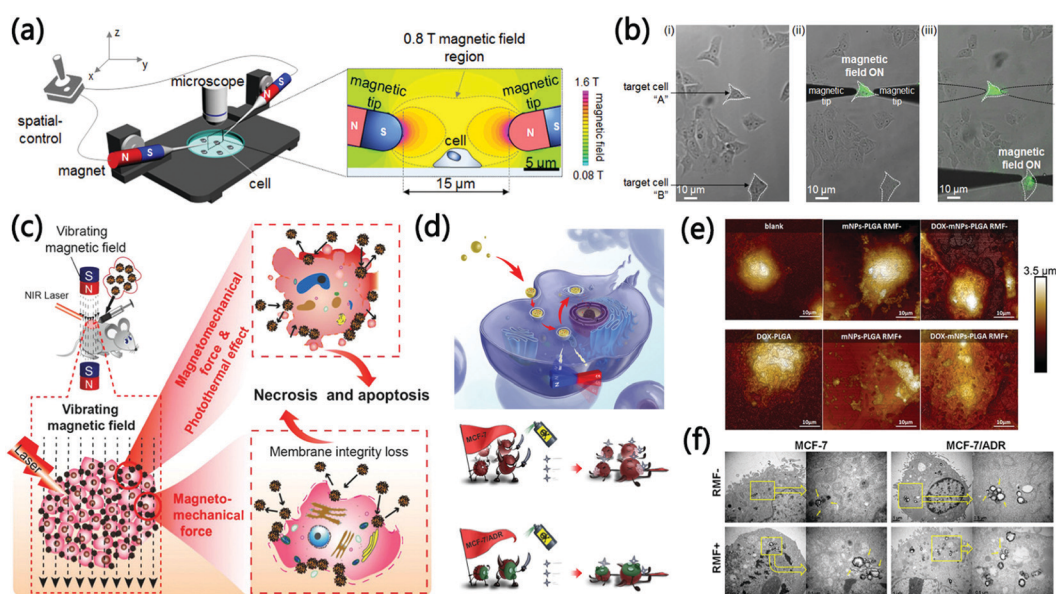 (a)
z
x
y
spatial-
control
microscope
magnet
cell
N
S
N
S
0.8 T magnetic field
region
magnetic
tip
magnetic
tip
N
S
N
S
cell
5 μm
15 μm
1.6 T
magnetic field
0.08 T
(b)
(i)
target cell
"A"
target cell
"B"
10 μm
(ii)
magnetic
field ON
magnetic
tip
magnetic
tip
10 μm
(iii)
magnetic
field ON
10 μm
(c)
Vibrating
magnetic field
S
N
NIR Laser
S
N
Vibrating
magnetic field
Laser
Magnetomechanical
force &
Photothermal effect
Magneto-
mechanical
force
Necrosis and apoptosis
Membrane integrity loss
(d)
MCF-7
MCF-7/ADR
(e)
blank
mNPs-PLGA RMF-
DOX-mNPs-PLGA RMF-
10μm
10μm
10μm
DOX-PLGA
mNPs-PLGA RMF+
DOX-mNPs-PLGA RMF+
10μm
10μm
10μm
3.5 μm
(f)
MCF-7
MCF-7/ADR
RMF-
RMF+